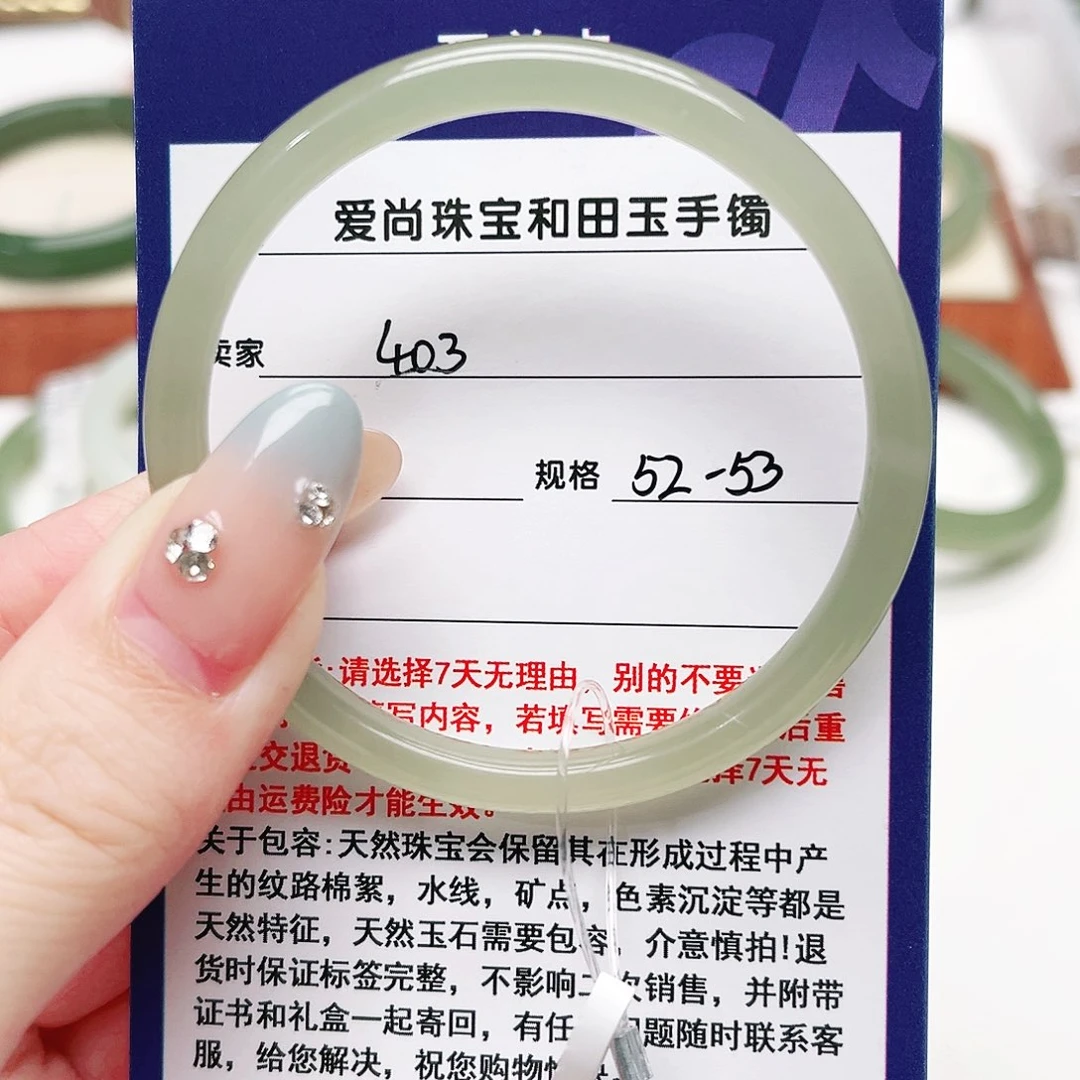 爱尚珠宝和田玉手镯
卖家 403
规格 52-53
请选择7天无理由 别的不要
写内容，若填写需要 后重
交退货 择7天无
由运费险才能生效。
关于包容:天然珠宝会保留其在形成过程中产
生的纹路棉絮，水线，矿点，色素沉淀等都是
天然特征，天然玉石需要包容，介意慎拍!退
货时保证标签完整，不影响二次销售，并附带
证书和礼盒一起寄回，有任 问题随时联系客
服，给您解决，祝您购物